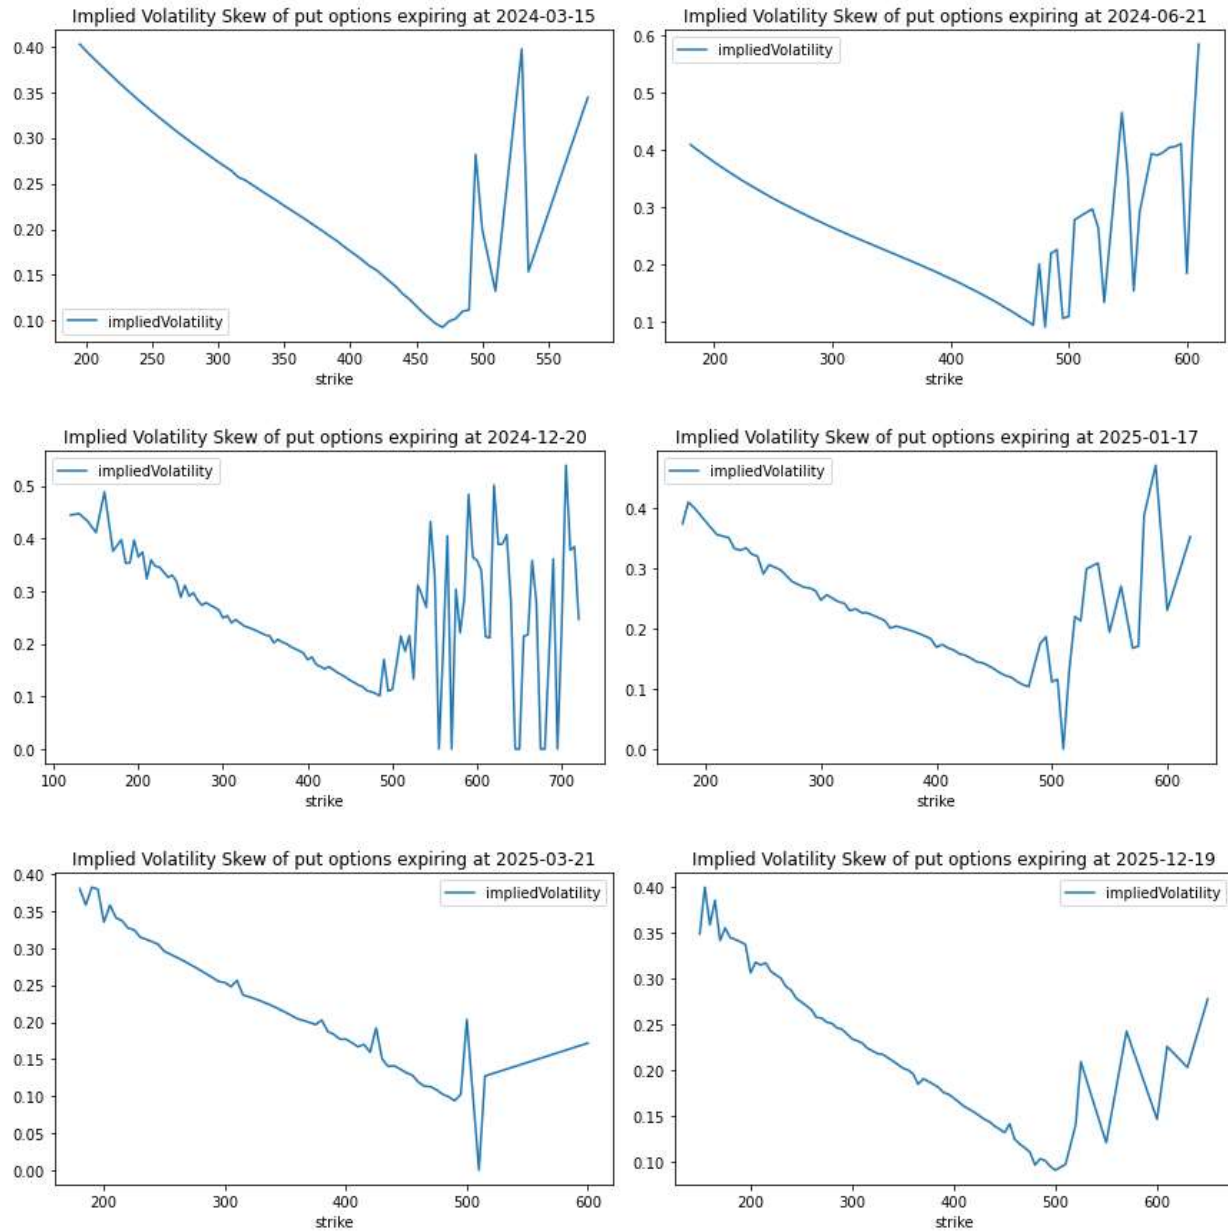 Implied Volatility Skew of put options expiring at 2024-03-15
0.40
0.35
0.30
0.25
0.20
0.15
0.10
impliedVolatility
200 250 300 350 400 450 500 550
strike
Implied Volatility Skew of put options expiring at 2024-06-21
0.6
impliedVolatility
0.5
0.4
0.3
0.2
0.1
200 300 400 500 600
strike
Implied Volatility Skew of put options expiring at 2024-12-20
impliedVolatility
0.5
0.4
0.3
0.2
0.1
0.0
100 200 300 400 500 600 700
strike
Implied Volatility Skew of put options expiring at 2025-01-17
impliedVolatility
0.4
0.3
0.2
0.1
0.0
200 300 400 500 600
strike
Implied Volatility Skew of put options expiring at 2025-03-21
0.40
impliedVolatility
0.35
0.30
0.25
0.20
0.15
0.10
0.05
0.00
200 300 400 500 600
strike
Implied Volatility Skew of put options expiring at 2025-12-19
impliedVolatility
0.40
0.35
0.30
0.25
0.20
0.15
0.10
200 300 400 500 600
strike